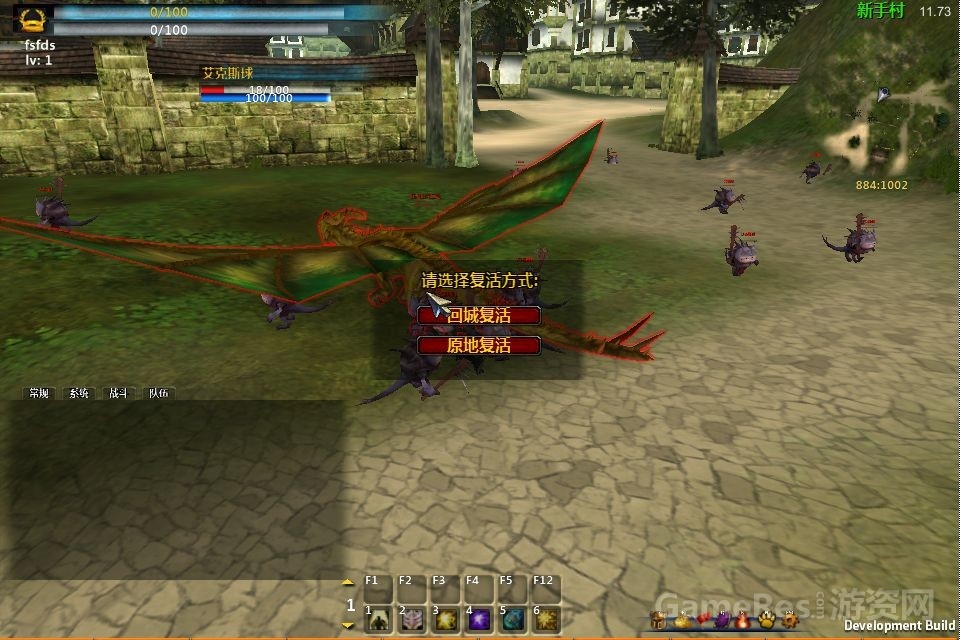 0/100
0/100
fsfds
lv: 1
艾克斯球
18/100
100/100
新手村
11.73
884:1002
请选择复活方式:
回城复活
原地复活
常规 系统 战斗 队伍
F1 F2 F3 F4 F5 F12
1
1 2 3 4 5 6
GameRes.com 游资网
Development Build